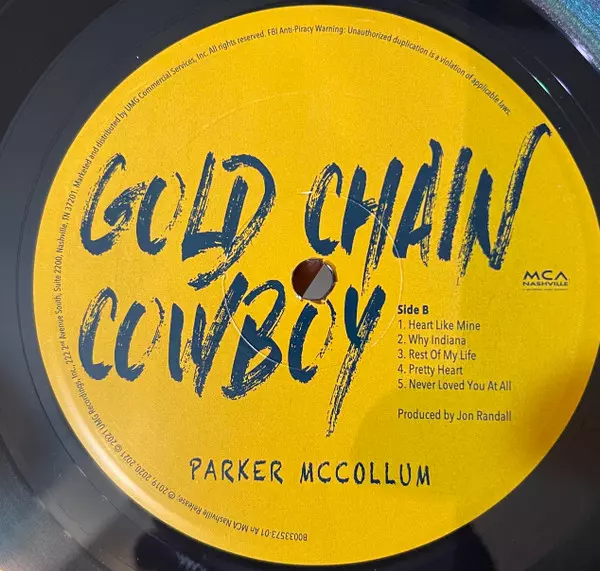 GOLD CHAIN
COWBOY
PARKER MCCOLLUM
MCA
NASHVILLE
Side B
1. Heart Like Mine
2. Why Indiana
3. Rest Of My Life
4. Pretty Heart
5. Never Loved You At All
Produced by Jon Randall
B0033573-01 An MCA Nashville Release; ℗ 2019, 2020, 2021 © 2021 UMG Recordings, Inc., 222 2nd Avenue South, Suite 2200, Nashville, TN 37201. Marketed and distributed by UMG Commercial Services, Inc. All rights reserved. FBI Anti-Piracy Warning: Unauthorized duplication is a violation of applicable laws.